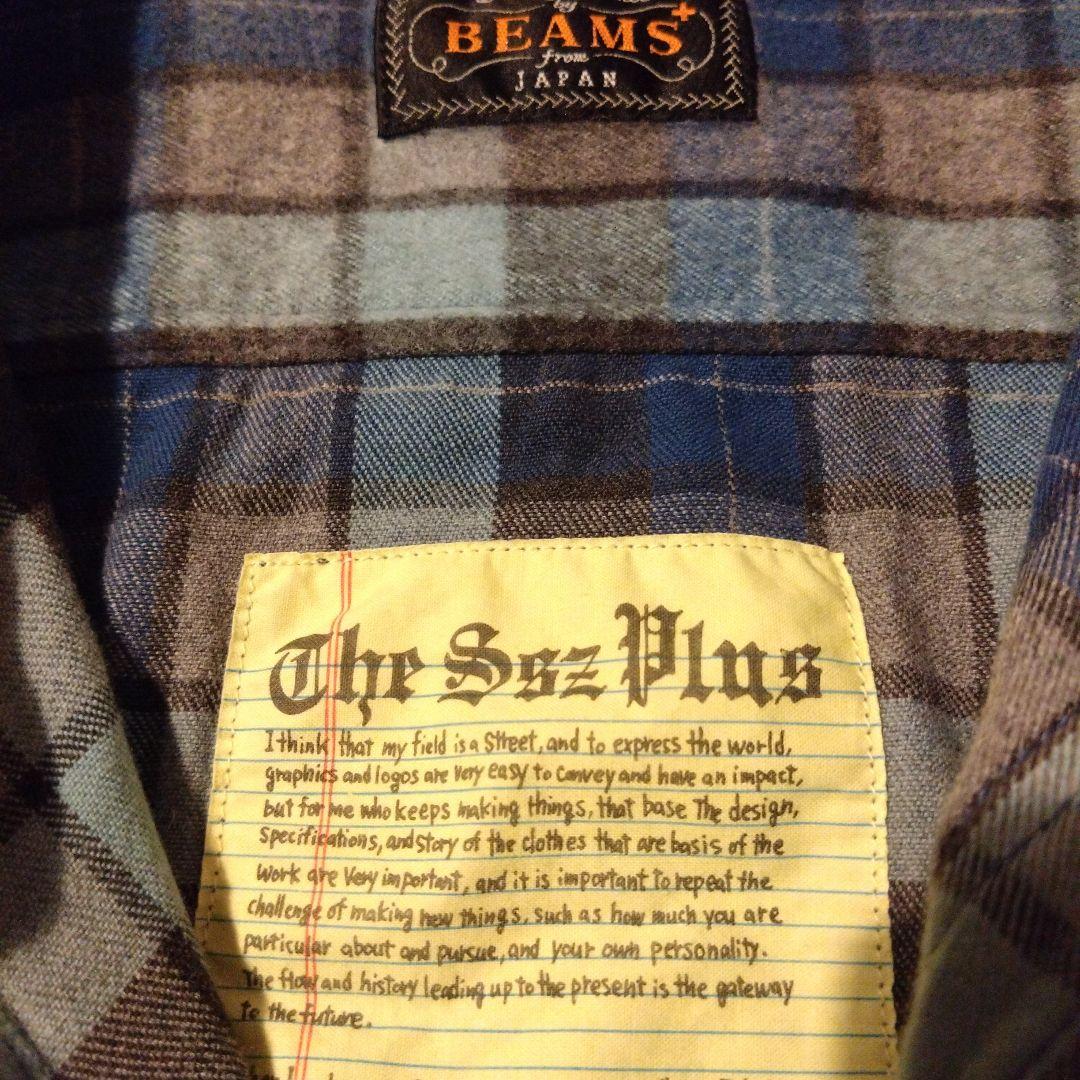 by
BEAMS+
from
JAPAN
The Ssz Plus
I think that my field is a Street, and to express the world,
graphics and logos are very easy to convey and have an impact,
but for me who keeps making things, that base The design,
Specifications, and story of the clothes that are basis of the
work are very important, and it is important to repeat the
challenge of making new things, such as how much you are
particular about and pursue, and your own personality.
The flow and history leading up to the present is the gateway
to the future.